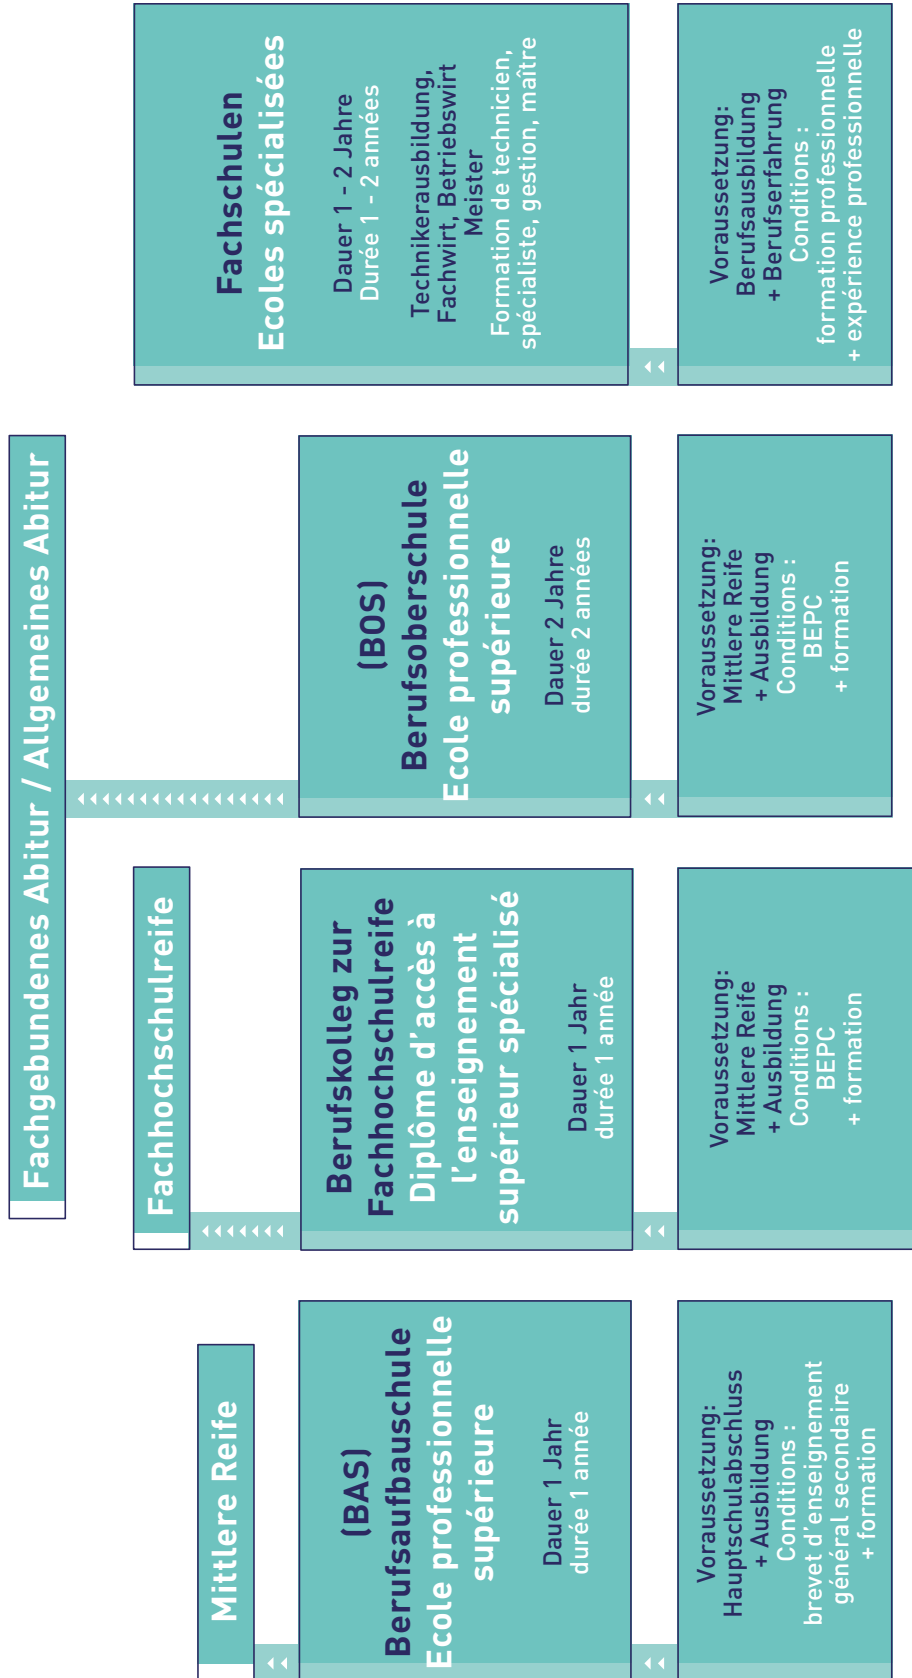 Fachgebundenes Abitur / Allgemeines Abitur
Mittlere Reife
Fachhochschulreife
(BAS)
Berufsaufbauschule
Ecole professionnelle
supérieure
Dauer 1 Jahr
durée 1 année
Berufskolleg zur
Fachhochschulreife
Diplôme d'accès à
l'enseignement
supérieur spécialisé
Dauer 1 Jahr
durée 1 année
(BOS)
Berufsoberschule
Ecole professionnelle
supérieure
Dauer 2 Jahre
durée 2 années
Fachschulen
Ecoles spécialisées
Dauer 1 - 2 Jahre
Durée 1 - 2 années
Technikerausbildung,
Fachwirt, Betriebswirt
Meister
Formation de technicien,
spécialiste, gestion, maître
Voraussetzung:
Hauptschulabschluss
+ Ausbildung
Conditions :
brevet d'enseignement
général secondaire
+ formation
Voraussetzung:
Mittlere Reife
+ Ausbildung
Conditions :
BEPC
+ formation
Voraussetzung:
Mittlere Reife
+ Ausbildung
Conditions :
BEPC
+ formation
Voraussetzung:
Berufsausbildung
+ Berufserfahrung
Conditions :
formation professionnelle
+ expérience professionnelle